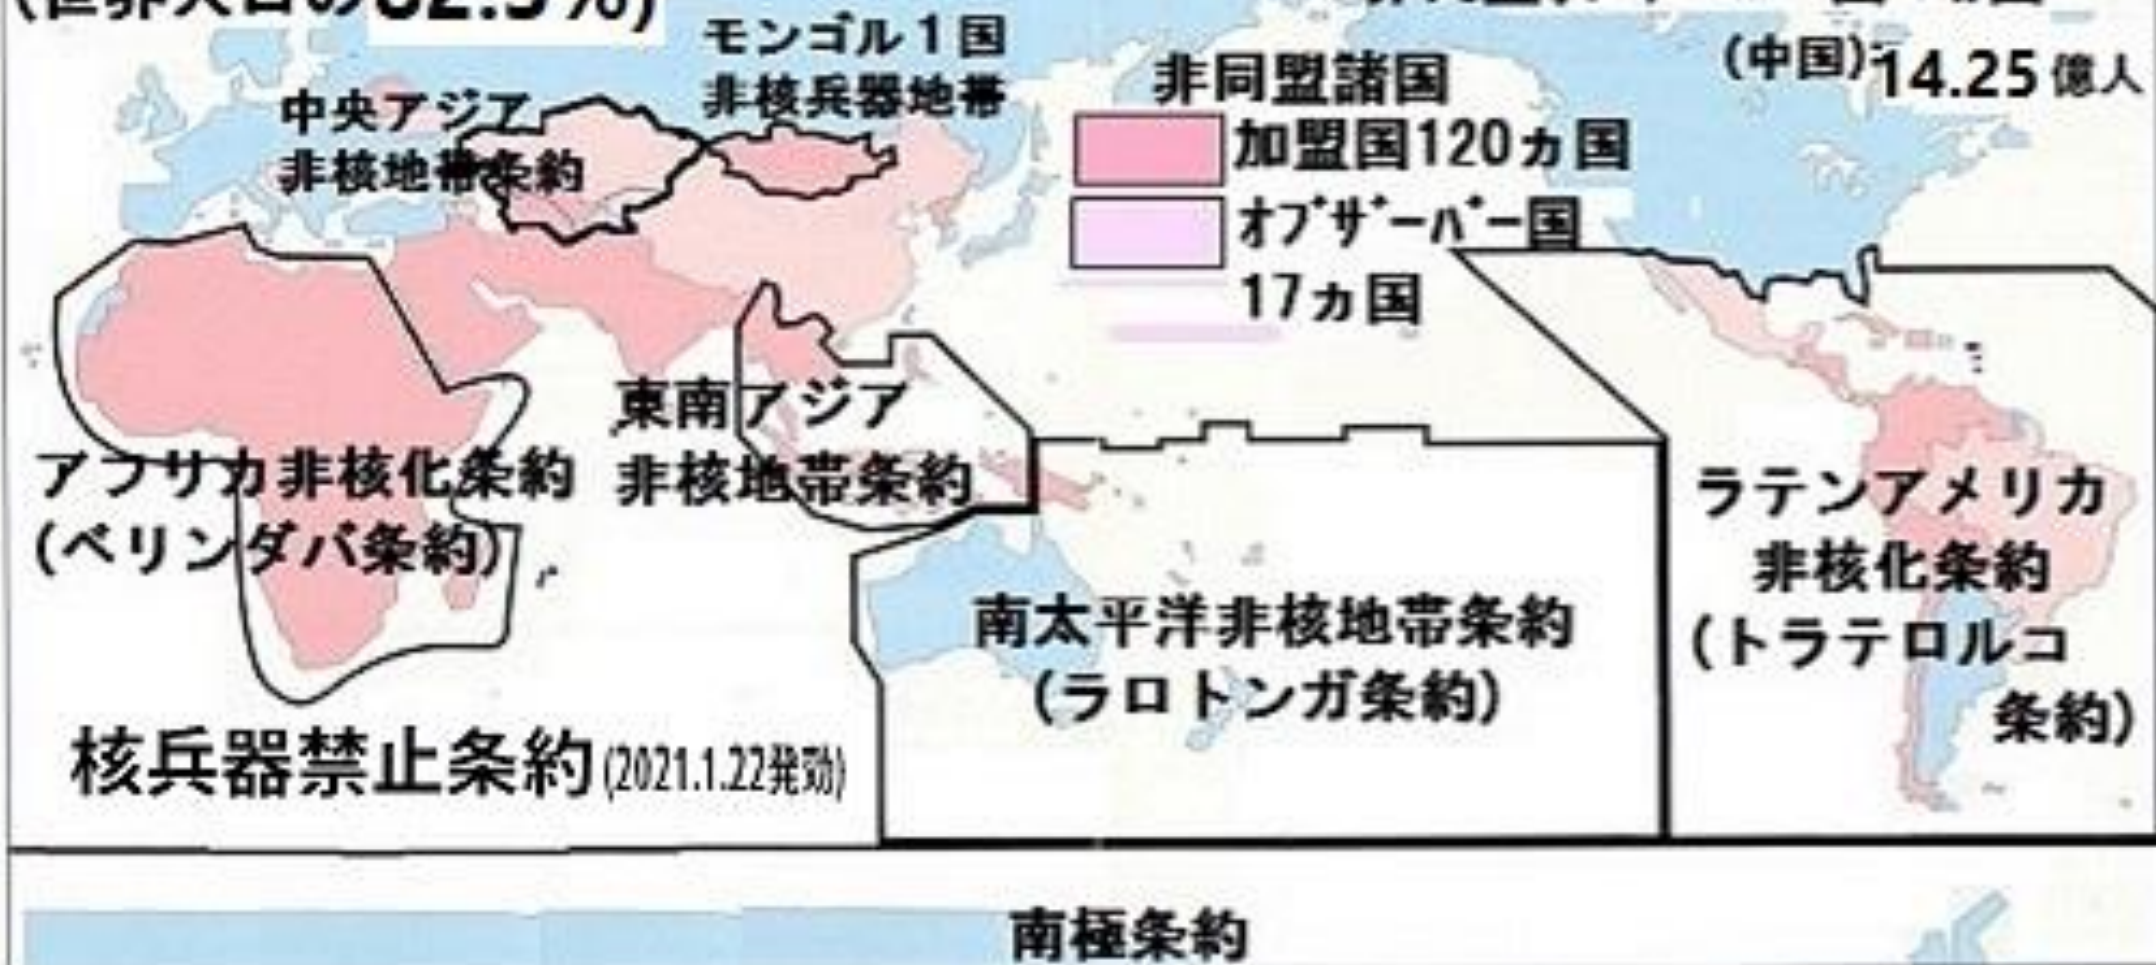 82.5%)
モンゴル1国
非核兵器地帯
(中国)
14.25億人
非同盟諸国
中央アジア
非核地帯条約
加盟国120ヵ国
ｵﾌﾞｻﾞｰﾊﾞｰ国
17ヵ国
東南アジア
非核地帯条約
アフリカ非核化条約
(ペリンダバ条約)
ラテンアメリカ
非核化条約
(トラテロルコ
条約)
南太平洋非核地帯条約
(ラロトンガ条約)
核兵器禁止条約(2021.1.22発効)
南極条約